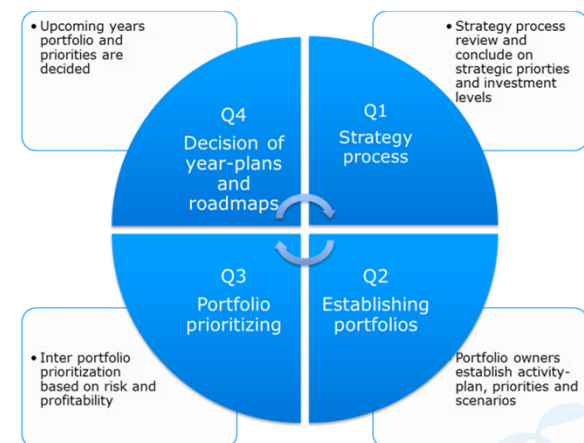 • Upcoming years
portfolio and
priorities are
decided
• Strategy process
review and
conclude on
strategic priorties
and investment
levels
Q4
Decision of
year-plans
and
roadmaps
Q1
Strategy
process
Q3
Portfolio
prioritizing
Q2
Establishing
portfolios
• Inter portfolio
prioritization
based on risk and
profitability
Portfolio owners
establish activity-
plan, priorities and
scenarios